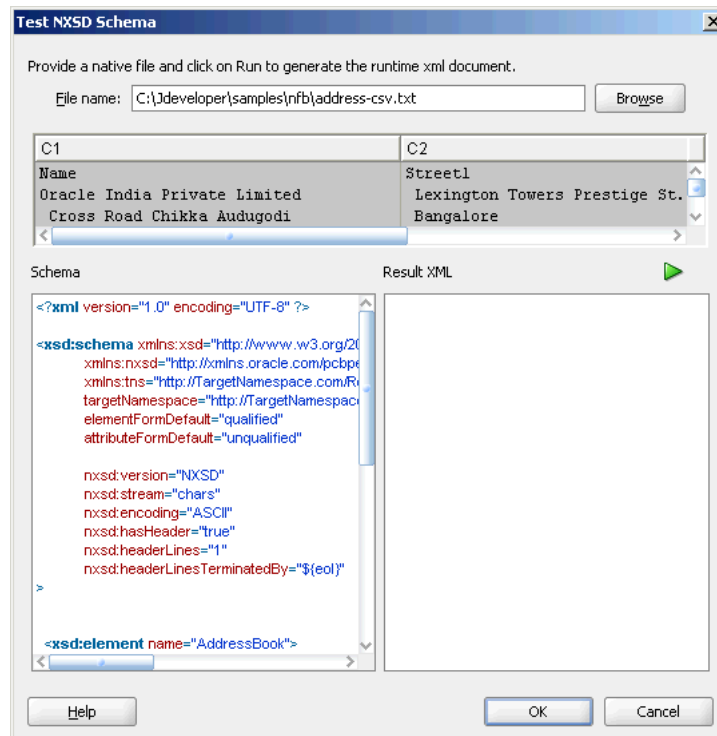 Test NXSD Schema
Provide a native file and click on Run to generate the runtime xml document.
File name: C:\Jdeveloper\samples\nfb\address-csv.txt Browse
C1 C2
Name Street1
Oracle India Private Limited Lexington Towers Prestige St.
Cross Road Chikka Audugodi Bangalore
Schema Result XML
<?xml version="1.0" encoding="UTF-8" ?>
<xsd:schema xmlns:xsd="http://www.w3.org/20
xmlns:nxsd="http://xmlns.oracle.com/pcbpe
xmlns:tns="http://TargetNamespace.com/Re
targetNamespace="http://TargetNamespac
elementFormDefault="qualified"
attributeFormDefault="unqualified"
nxsd:version="NXSD"
nxsd:stream="chars"
nxsd:encoding="ASCII"
nxsd:hasHeader="true"
nxsd:headerLines="1"
nxsd:headerLinesTerminatedBy="${eol}"
>
<xsd:element name="AddressBook">
Help OK Cancel